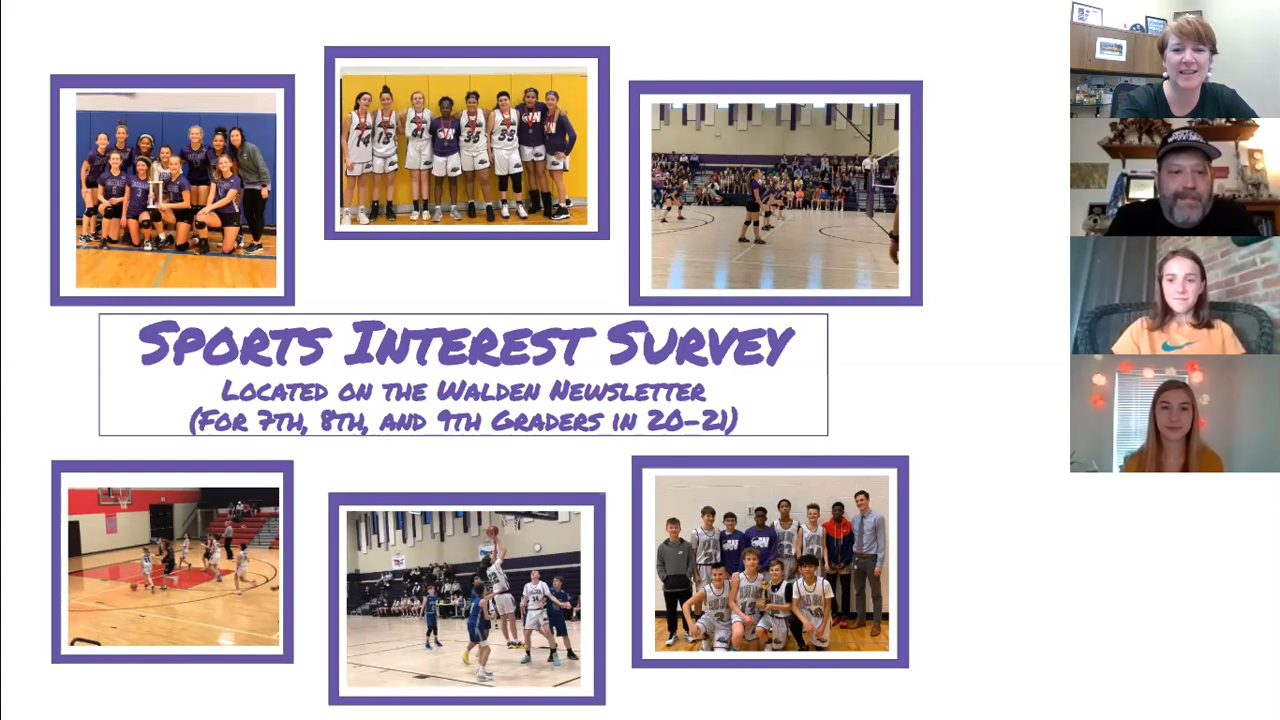 Sports Interest Survey
Located on the Walden Newsletter
(For 7th, 8th, and 9th Graders in 20-21)